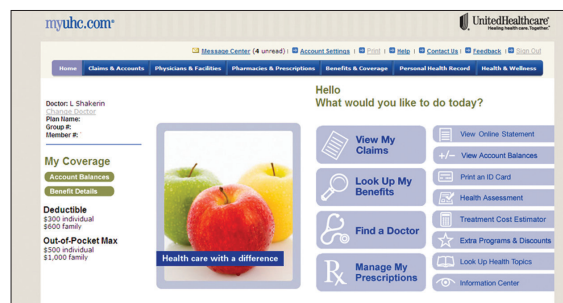 myuhc.com®
UnitedHealthcare®
Healing health care. Together.℠
Message Center (4 unread) | Account Settings | Print | Help | Contact Us | Feedback | Sign Out
Home Claims & Accounts Physicians & Facilities Pharmacies & Prescriptions Benefits & Coverage Personal Health Record Health & Wellness
Hello
What would you like to do today?
Doctor: L Shakerin
Change Doctor
Plan Name:
Group #:
Member #:
My Coverage
Account Balances
Benefit Details
Deductible
$300 individual
$600 family
Out-of-Pocket Max
$500 individual
$1,000 family
Health care with a difference
View My
Claims
Look Up My
Benefits
Find a Doctor
Rx
Manage My
Prescriptions
View Online Statement
+/– View Account Balances
Print an ID Card
Health Assessment
Treatment Cost Estimator
Extra Programs & Discounts
Look Up Health Topics
Information Center